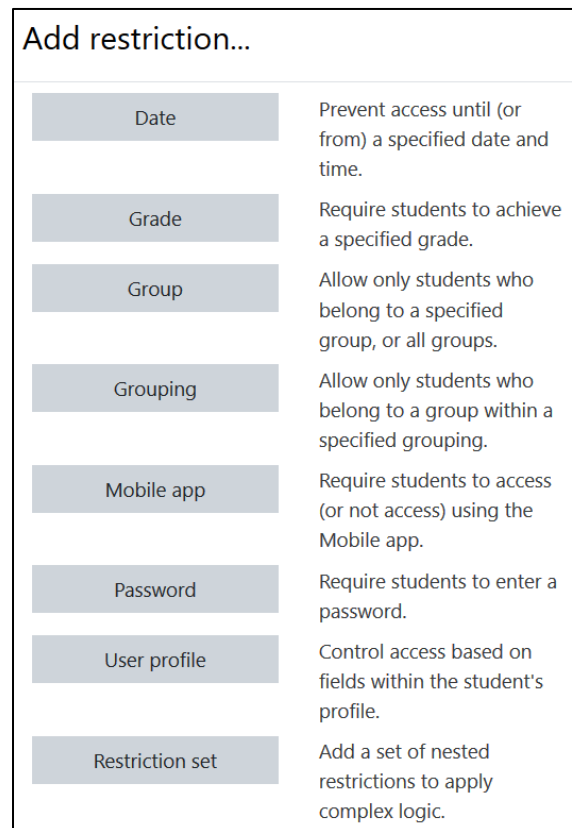 Add restriction...
Date
Prevent access until (or
from) a specified date and
time.
Grade
Require students to achieve
a specified grade.
Group
Allow only students who
belong to a specified
group, or all groups.
Grouping
Allow only students who
belong to a group within a
specified grouping.
Mobile app
Require students to access
(or not access) using the
Mobile app.
Password
Require students to enter a
password.
User profile
Control access based on
fields within the student's
profile.
Restriction set
Add a set of nested
restrictions to apply
complex logic.